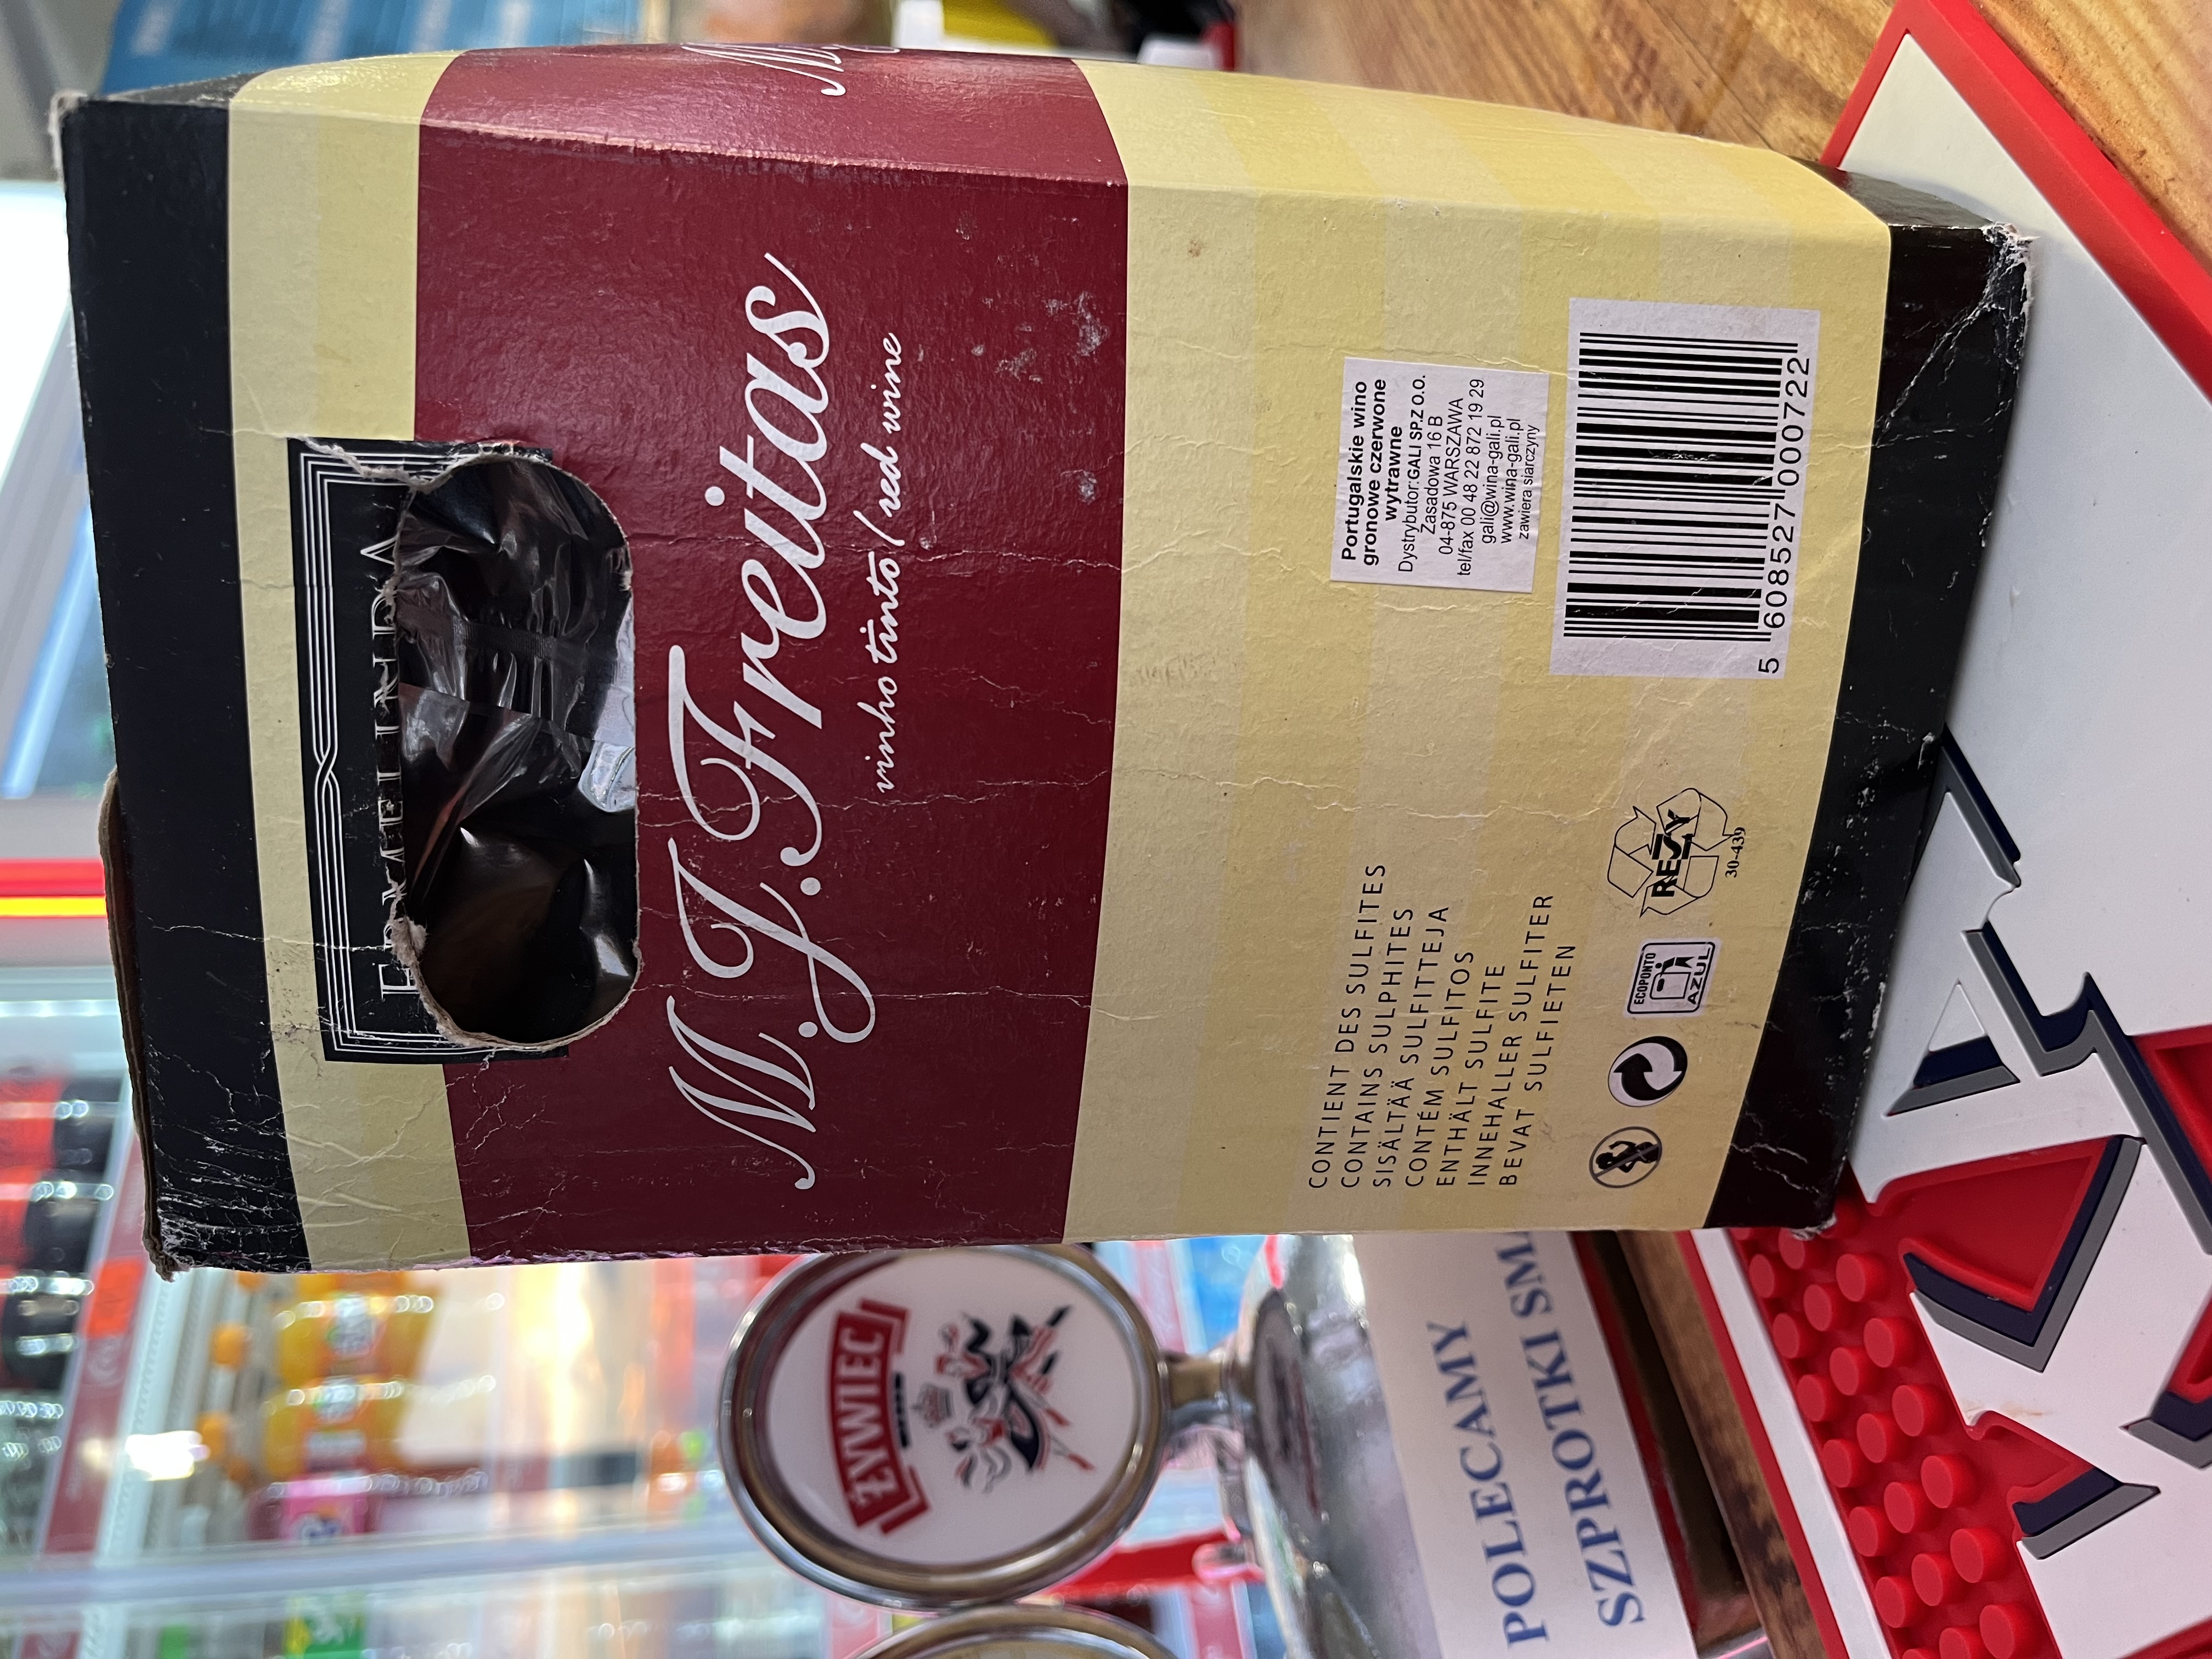 M.J.Freitas
vinho tinto / red wine
Portugalskie wino
gronowe czerwone
wytrawne
Dystrybutor:GALI SP.Z O.O.
Zasadowa 16 B
04-875 WARSZAWA
tel/fax 00 48 22 872 19 29
gali@wina-gali.pl
www.wina-gali.pl
zawiera siarczyny
CONTIENT DES SULFITES
CONTAINS SULPHITES
SISÄLTÄÄ SULFITTEJA
CONTÉM SULFITOS
ENTHÄLT SULFITE
INNEHALLER SULFITER
BEVAT SULFIETEN
ECOPONTO
AZUL
RESY
30-439
5 608527 000722
ŻYWIEC
POLECAMY
SZPROTKI